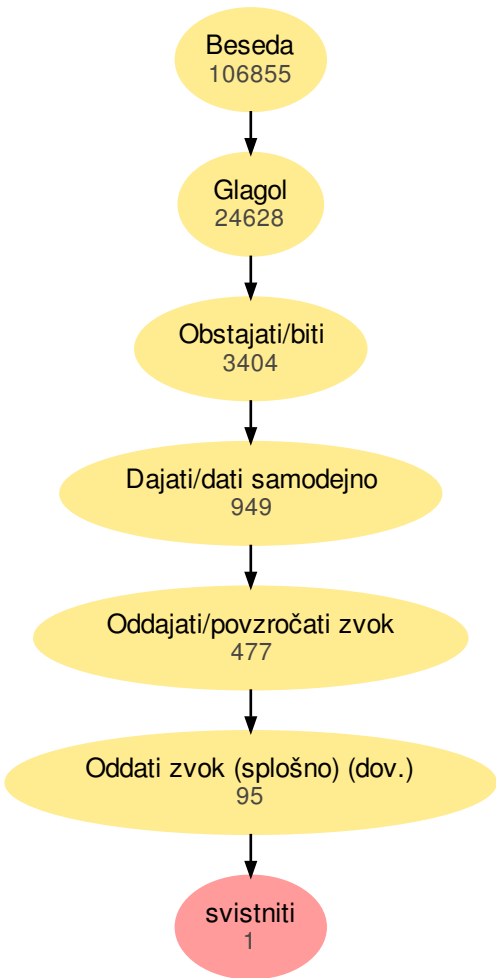 Beseda
106855
Glagol
24628
Obstajati/biti
3404
Dajati/dati samodejno
949
Oddajati/povzročati zvok
477
Oddati zvok (splošno) (dov.)
95
svistniti
1